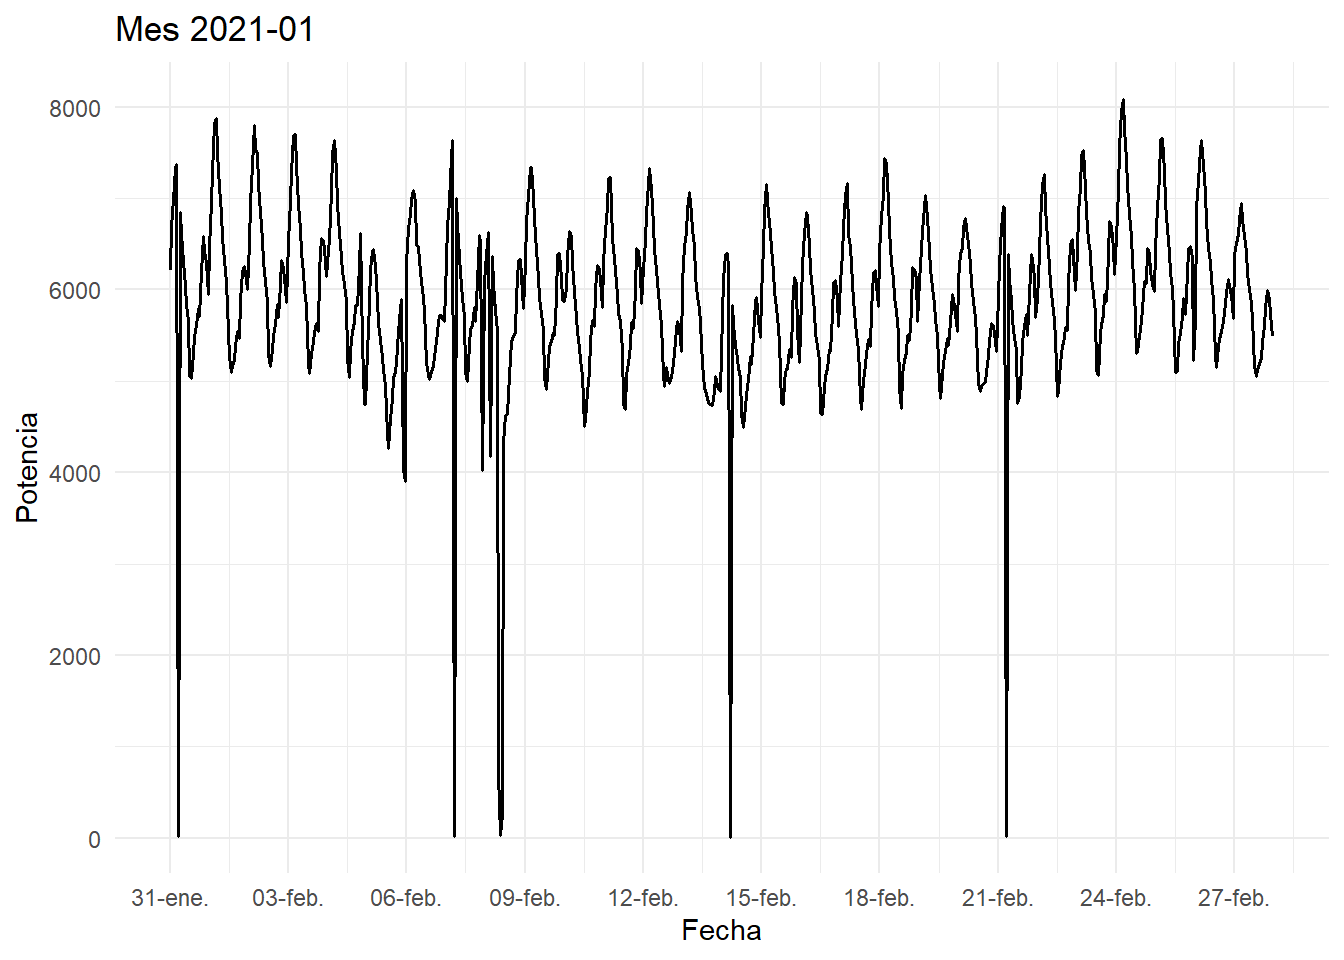 Mes 2021-01
8000
6000
4000
2000
0
Potencia
31-ene.
03-feb.
06-feb.
09-feb.
12-feb.
15-feb.
18-feb.
21-feb.
24-feb.
27-feb.
Fecha